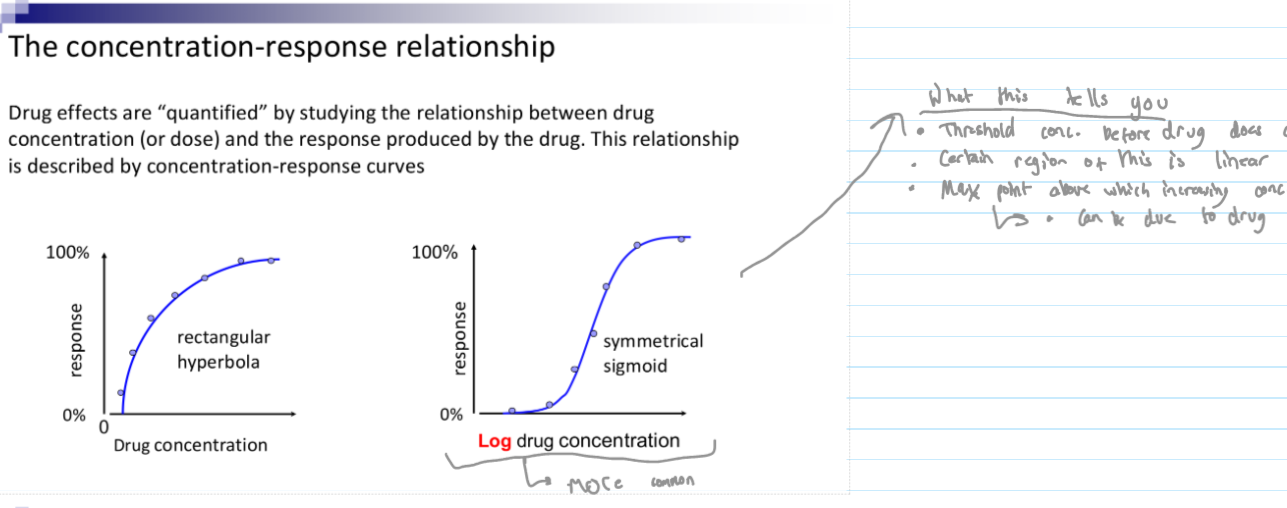 The concentration-response relationship
Drug effects are “quantified” by studying the relationship between drug
concentration (or dose) and the response produced by the drug. This relationship
is described by concentration-response curves
100%
response
rectangular
hyperbola
0%
0
Drug concentration
100%
response
symmetrical
sigmoid
0%
Log drug concentration
More common
What this tells you
• Threshold conc. before drug does
• Certain region of this is linear
• Max point above which increasing conc
• Can be due to drug